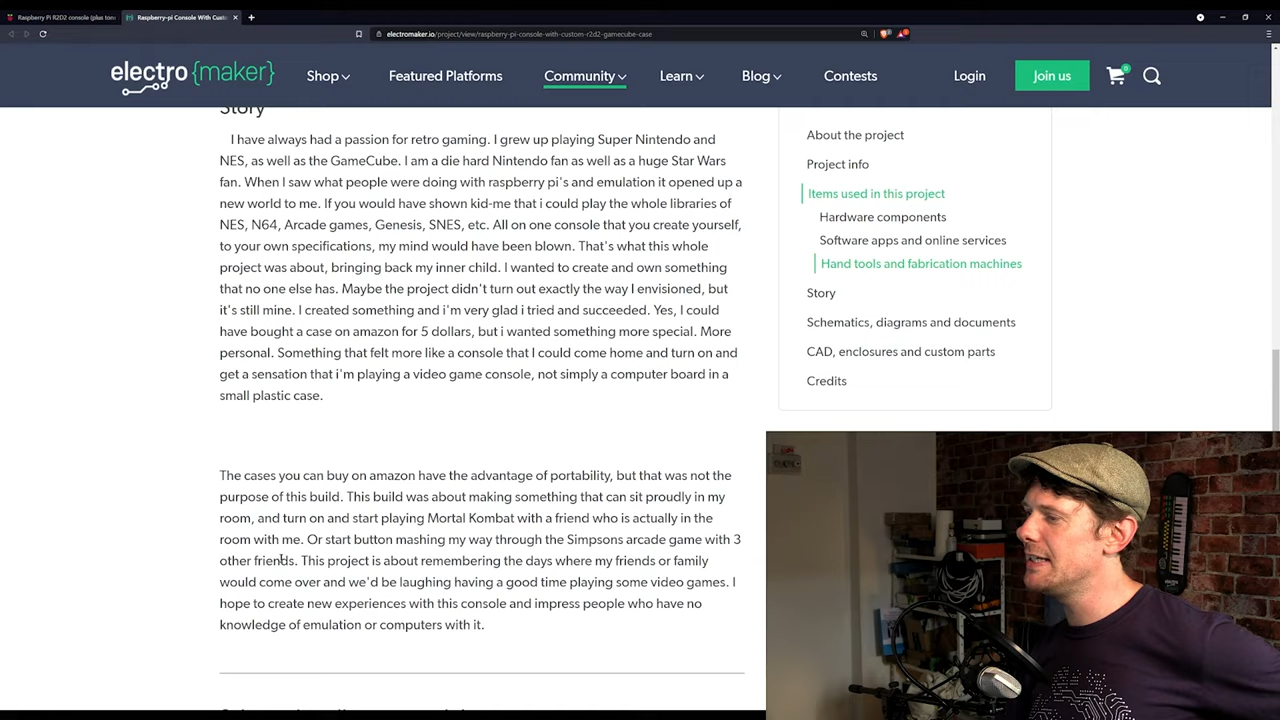 Raspberry Pi R2D2 console (plus tons
Raspberry-pi Console With Cust
electromaker.io/project/view/raspberry-pi-console-with-custom-r2d2-gamecube-case
electro{maker}
Shop
Featured Platforms
Community
Learn
Blog
Contests
Login
Join us
0
Story
I have always had a passion for retro gaming. I grew up playing Super Nintendo and
NES, as well as the GameCube. I am a die hard Nintendo fan as well as a huge Star Wars
fan. When I saw what people were doing with raspberry pi's and emulation it opened up a
new world to me. If you would have shown kid-me that i could play the whole libraries of
NES, N64, Arcade games, Genesis, SNES, etc. All on one console that you create yourself,
to your own specifications, my mind would have been blown. That's what this whole
project was about, bringing back my inner child. I wanted to create and own something
that no one else has. Maybe the project didn't turn out exactly the way I envisioned, but
it's still mine. I created something and i'm very glad i tried and succeeded. Yes, I could
have bought a case on amazon for 5 dollars, but i wanted something more special. More
personal. Something that felt more like a console that I could come home and turn on and
get a sensation that i'm playing a video game console, not simply a computer board in a
small plastic case.
The cases you can buy on amazon have the advantage of portability, but that was not the
purpose of this build. This build was about making something that can sit proudly in my
room, and turn on and start playing Mortal Kombat with a friend who is actually in the
room with me. Or start button mashing my way through the Simpsons arcade game with 3
other friends. This project is about remembering the days where my friends or family
would come over and we'd be laughing having a good time playing some video games. I
hope to create new experiences with this console and impress people who have no
knowledge of emulation or computers with it.
About the project
Project info
Items used in this project
Hardware components
Software apps and online services
Hand tools and fabrication machines
Story
Schematics, diagrams and documents
CAD, enclosures and custom parts
Credits